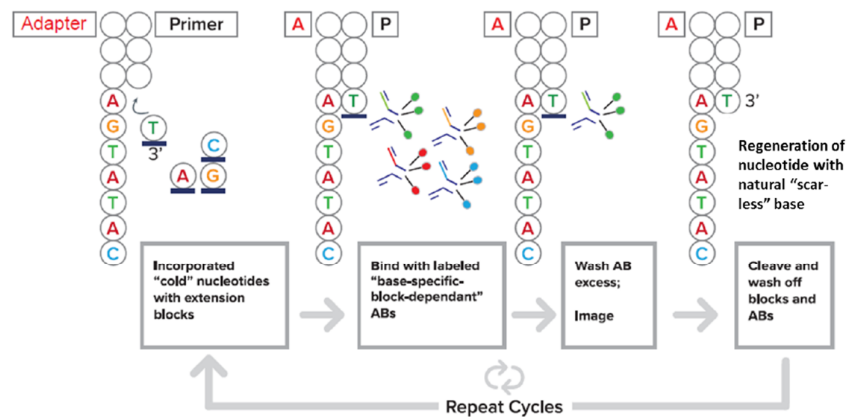 Adapter Primer A P A P A P
A A T A T A T 3'
G T G G G
3' C
T T T T
A G
A A A A
T T T T
A A A A
C C C C
Regeneration of
nucleotide with
natural “scar-
less” base
Incorporated
“cold” nucleotides
with extension
blocks
Bind with labeled
“base-specific-
block-dependant”
ABs
Wash AB
excess;
Image
Cleave and
wash off
blocks and
ABs
Repeat Cycles